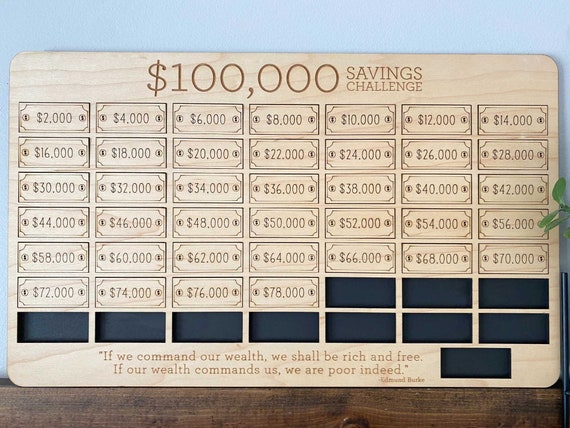 $100,000 SAVINGS CHALLENGE
$2,000 $4,000 $6,000 $8,000 $10,000 $12,000 $14,000
$16,000 $18,000 $20,000 $22,000 $24,000 $26,000 $28,000
$30,000 $32,000 $34,000 $36,000 $38,000 $40,000 $42,000
$44,000 $46,000 $48,000 $50,000 $52,000 $54,000 $56,000
$58,000 $60,000 $62,000 $64,000 $66,000 $68,000 $70,000
$72,000 $74,000 $76,000 $78,000
"If we command our wealth, we shall be rich and free.
If our wealth commands us, we are poor indeed."
-Edmund Burke